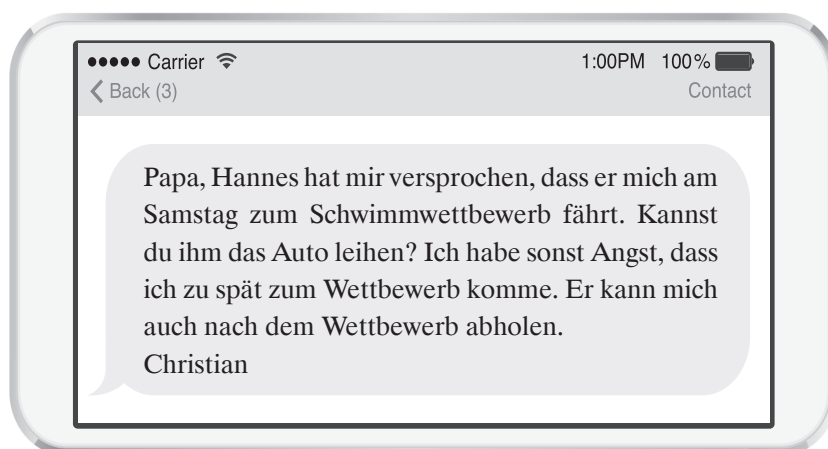 ●●●●● Carrier 1:00PM 100%
Back (3) Contact
Papa, Hannes hat mir versprochen, dass er mich am
Samstag zum Schwimmwettbewerb fährt. Kannst
du ihm das Auto leihen? Ich habe sonst Angst, dass
ich zu spät zum Wettbewerb komme. Er kann mich
auch nach dem Wettbewerb abholen.
Christian